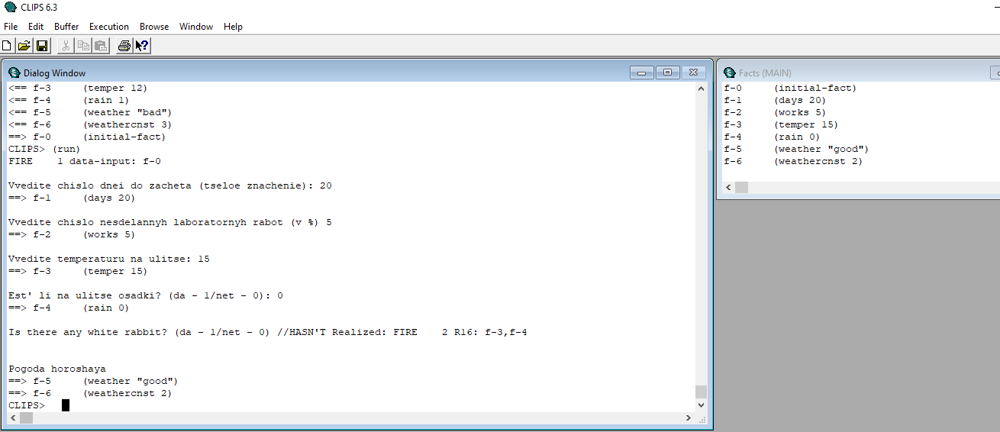 CLIPS 6.3
File Edit Buffer Execution Browse Window Help
Dialog Window
<== f-3 (temper 12)
<== f-4 (rain 1)
<== f-5 (weather "bad")
<== f-6 (weathercnst 3)
==> f-0 (initial-fact)
CLIPS> (run)
FIRE 1 data-input: f-0
Vvedite chislo dnei do zacheta (tseloe znachenie): 20
==> f-1 (days 20)
Vvedite chislo nesdelannyh laboratornyh rabot (v %) 5
==> f-2 (works 5)
Vvedite temperaturu na ulitse: 15
==> f-3 (temper 15)
Est' li na ulitse osadki? (da - 1/net - 0): 0
==> f-4 (rain 0)
Is there any white rabbit? (da - 1/net - 0) //HASN'T Realized: FIRE 2 R16: f-3,f-4
Pogoda horoshaya
==> f-5 (weather "good")
==> f-6 (weathercnst 2)
CLIPS>
Facts (MAIN)
f-0 (initial-fact)
f-1 (days 20)
f-2 (works 5)
f-3 (temper 15)
f-4 (rain 0)
f-5 (weather "good")
f-6 (weathercnst 2)